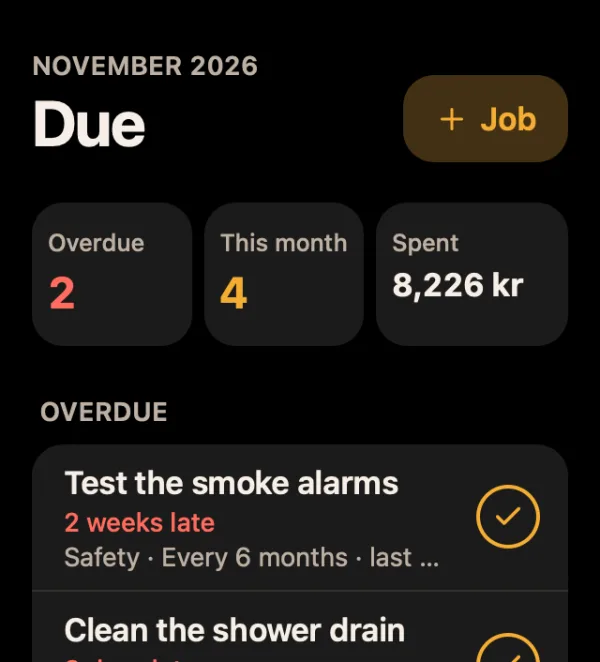 NOVEMBER 2026
Due
+ Job
Overdue
2
This month
4
Spent
8,226 kr
OVERDUE
Test the smoke alarms
2 weeks late
Safety · Every 6 months · last ...
Clean the shower drain